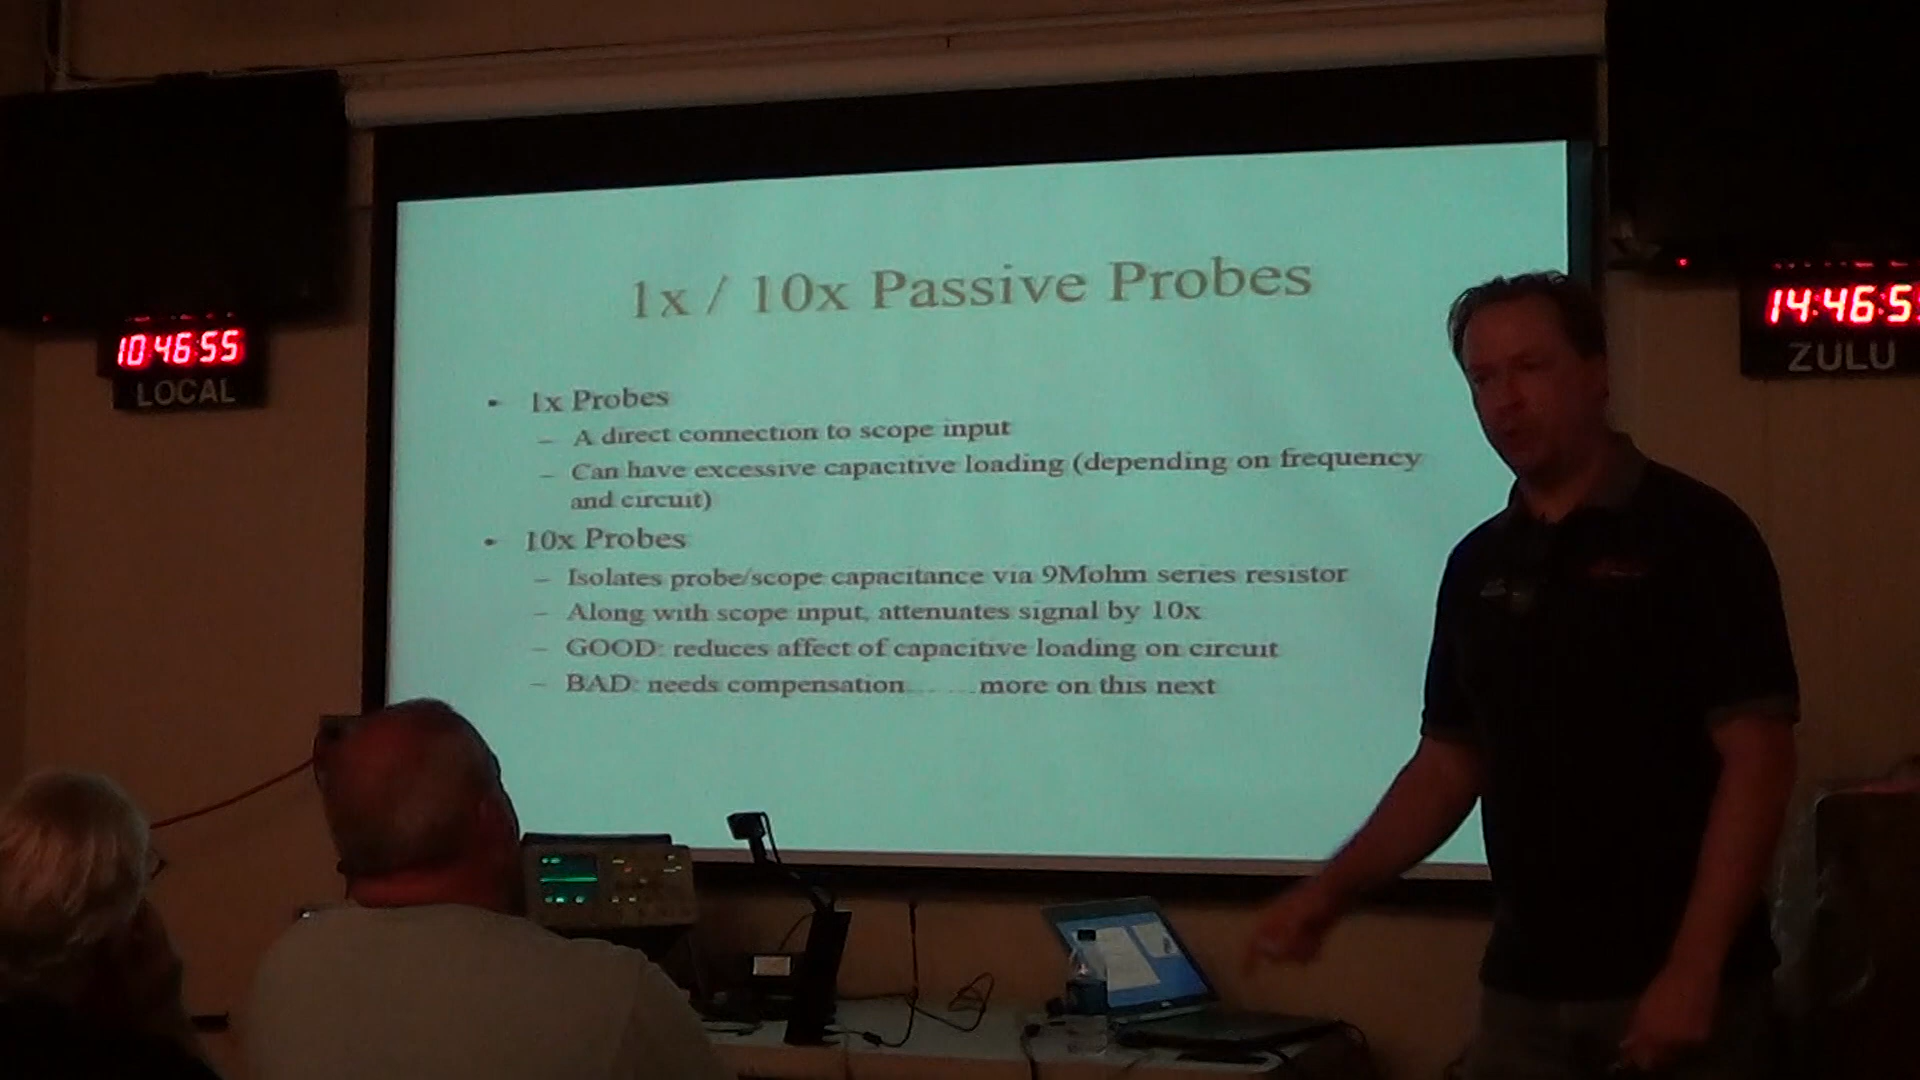 1x / 10x Passive Probes
• 1x Probes
– A direct connection to scope input
– Can have excessive capacitive loading (depending on frequency
and circuit)
• 10x Probes
– Isolates probe/scope capacitance via 9Mohm series resistor
– Along with scope input, attenuates signal by 10x
– GOOD: reduces affect of capacitive loading on circuit
– BAD: needs compensation… …more on this next
10:46:55
LOCAL
14:46:5
ZULU